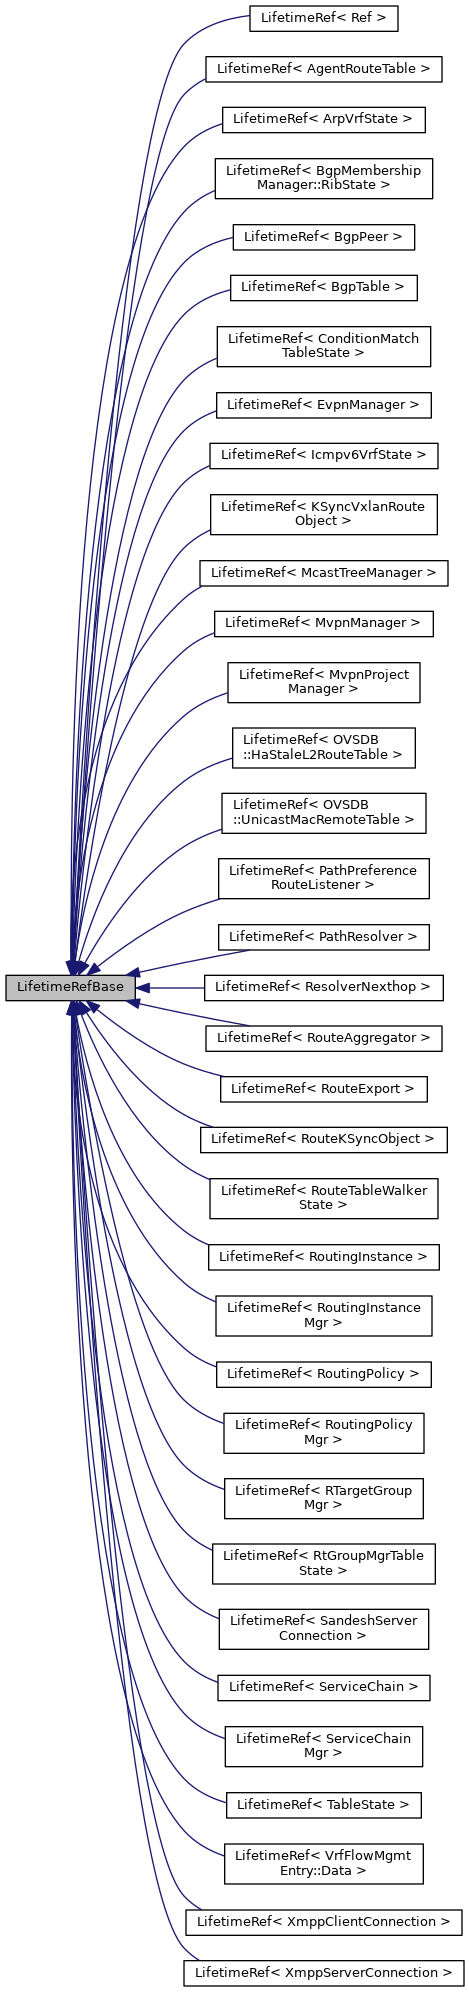 LifetimeRef< Ref >
LifetimeRef< AgentRouteTable >
LifetimeRef< ArpVrfState >
LifetimeRef< BgpMembership
Manager::RibState >
LifetimeRef< BgpPeer >
LifetimeRef< BgpTable >
LifetimeRef< ConditionMatch
TableState >
LifetimeRef< EvpnManager >
LifetimeRef< Icmpv6VrfState >
LifetimeRef< KSyncVxlanRoute
Object >
LifetimeRef< McastTreeManager >
LifetimeRef< MvpnManager >
LifetimeRef< MvpnProject
Manager >
LifetimeRef< OVSDB
::HaStaleL2RouteTable >
LifetimeRef< OVSDB
::UnicastMacRemoteTable >
LifetimeRef< PathPreference
RouteListener >
LifetimeRef< PathResolver >
LifetimeRefBase
LifetimeRef< ResolverNexthop >
LifetimeRef< RouteAggregator >
LifetimeRef< RouteExport >
LifetimeRef< RouteKSyncObject >
LifetimeRef< RouteTableWalker
State >
LifetimeRef< RoutingInstance >
LifetimeRef< RoutingInstance
Mgr >
LifetimeRef< RoutingPolicy >
LifetimeRef< RoutingPolicy
Mgr >
LifetimeRef< RTargetGroup
Mgr >
LifetimeRef< RtGroupMgrTable
State >
LifetimeRef< SandeshServer
Connection >
LifetimeRef< ServiceChain >
LifetimeRef< ServiceChain
Mgr >
LifetimeRef< TableState >
LifetimeRef< VrfFlowMgmt
Entry::Data >
LifetimeRef< XmppClientConnection >
LifetimeRef< XmppServerConnection >